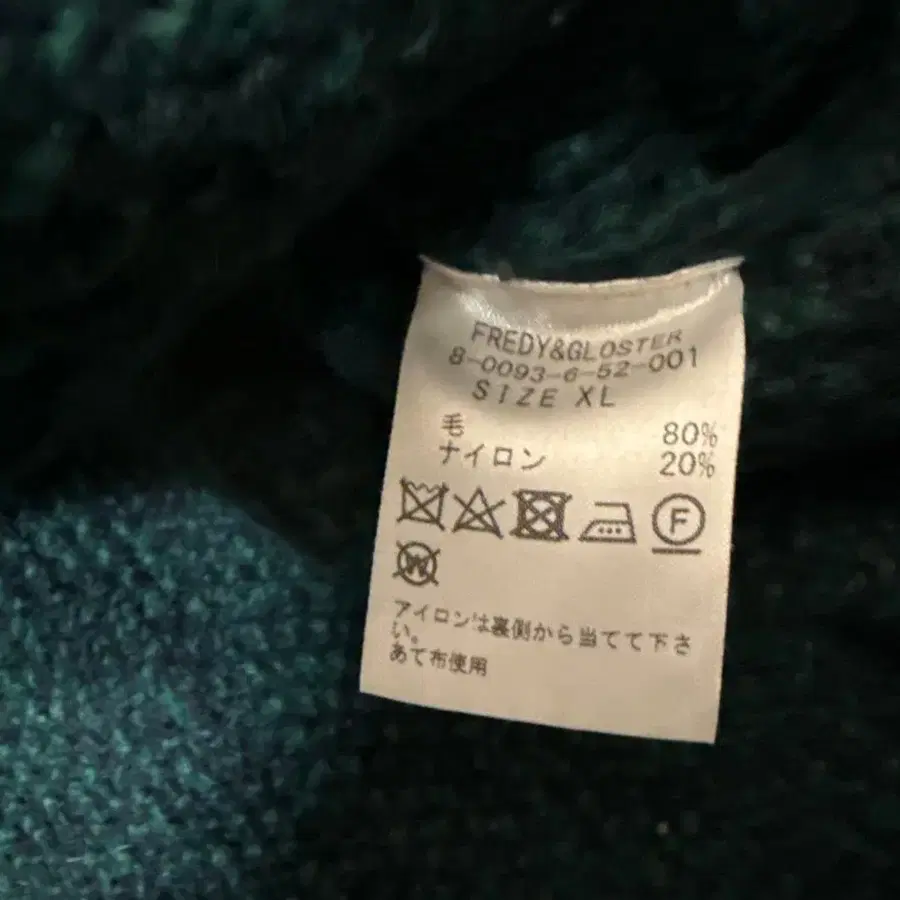 FREDY&GLOSTER
8-0093-6-52-001
SIZE XL
毛 80%
ナイロン 20%
F
W
アイロンは裏側から当てて下さ
い。
あて布使用